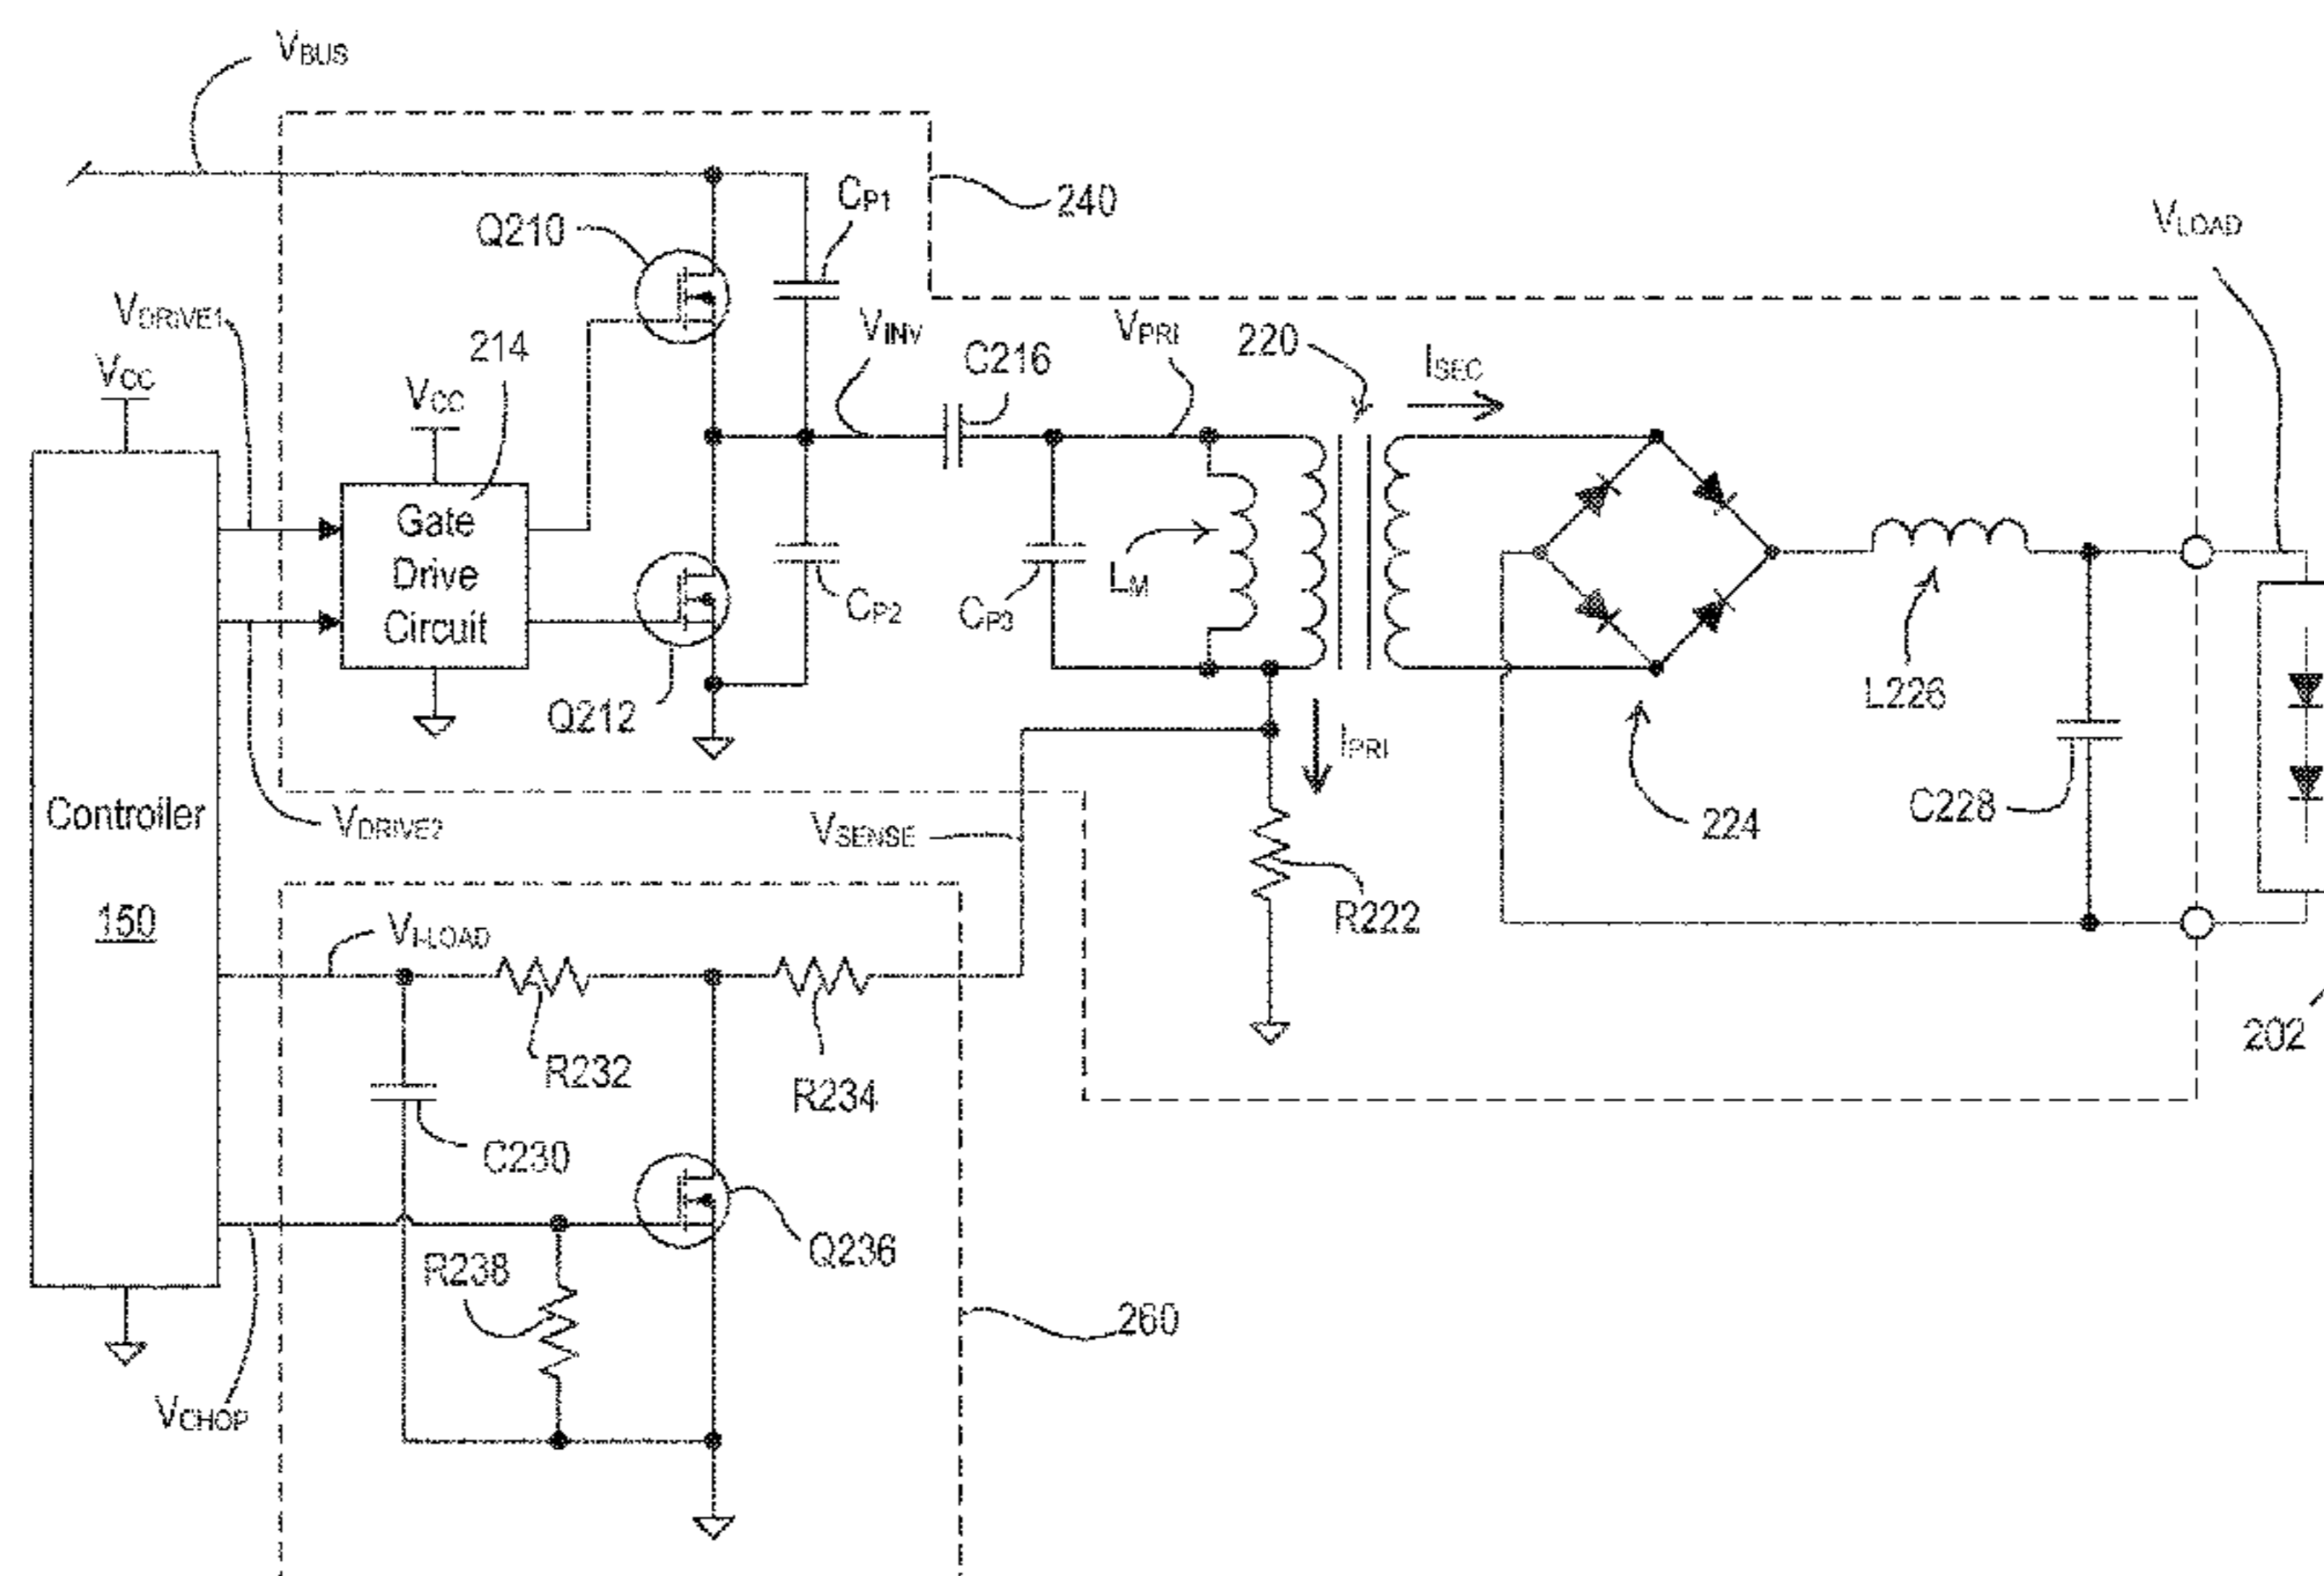 VBUS
CP1
240
Q210
VLOAD
VDRIVE1
214
VINV
VPRI
220
ISEC
C216
VCC
VCC
Gate
Drive
Circuit
CP2
CP3
LM
L226
Q212
IPRI
Controller
VDRIVE2
VSENSE
C228
224
150
VI-LOAD
R222
202
R232
R234
C230
Q236
R238
260
VCHOP